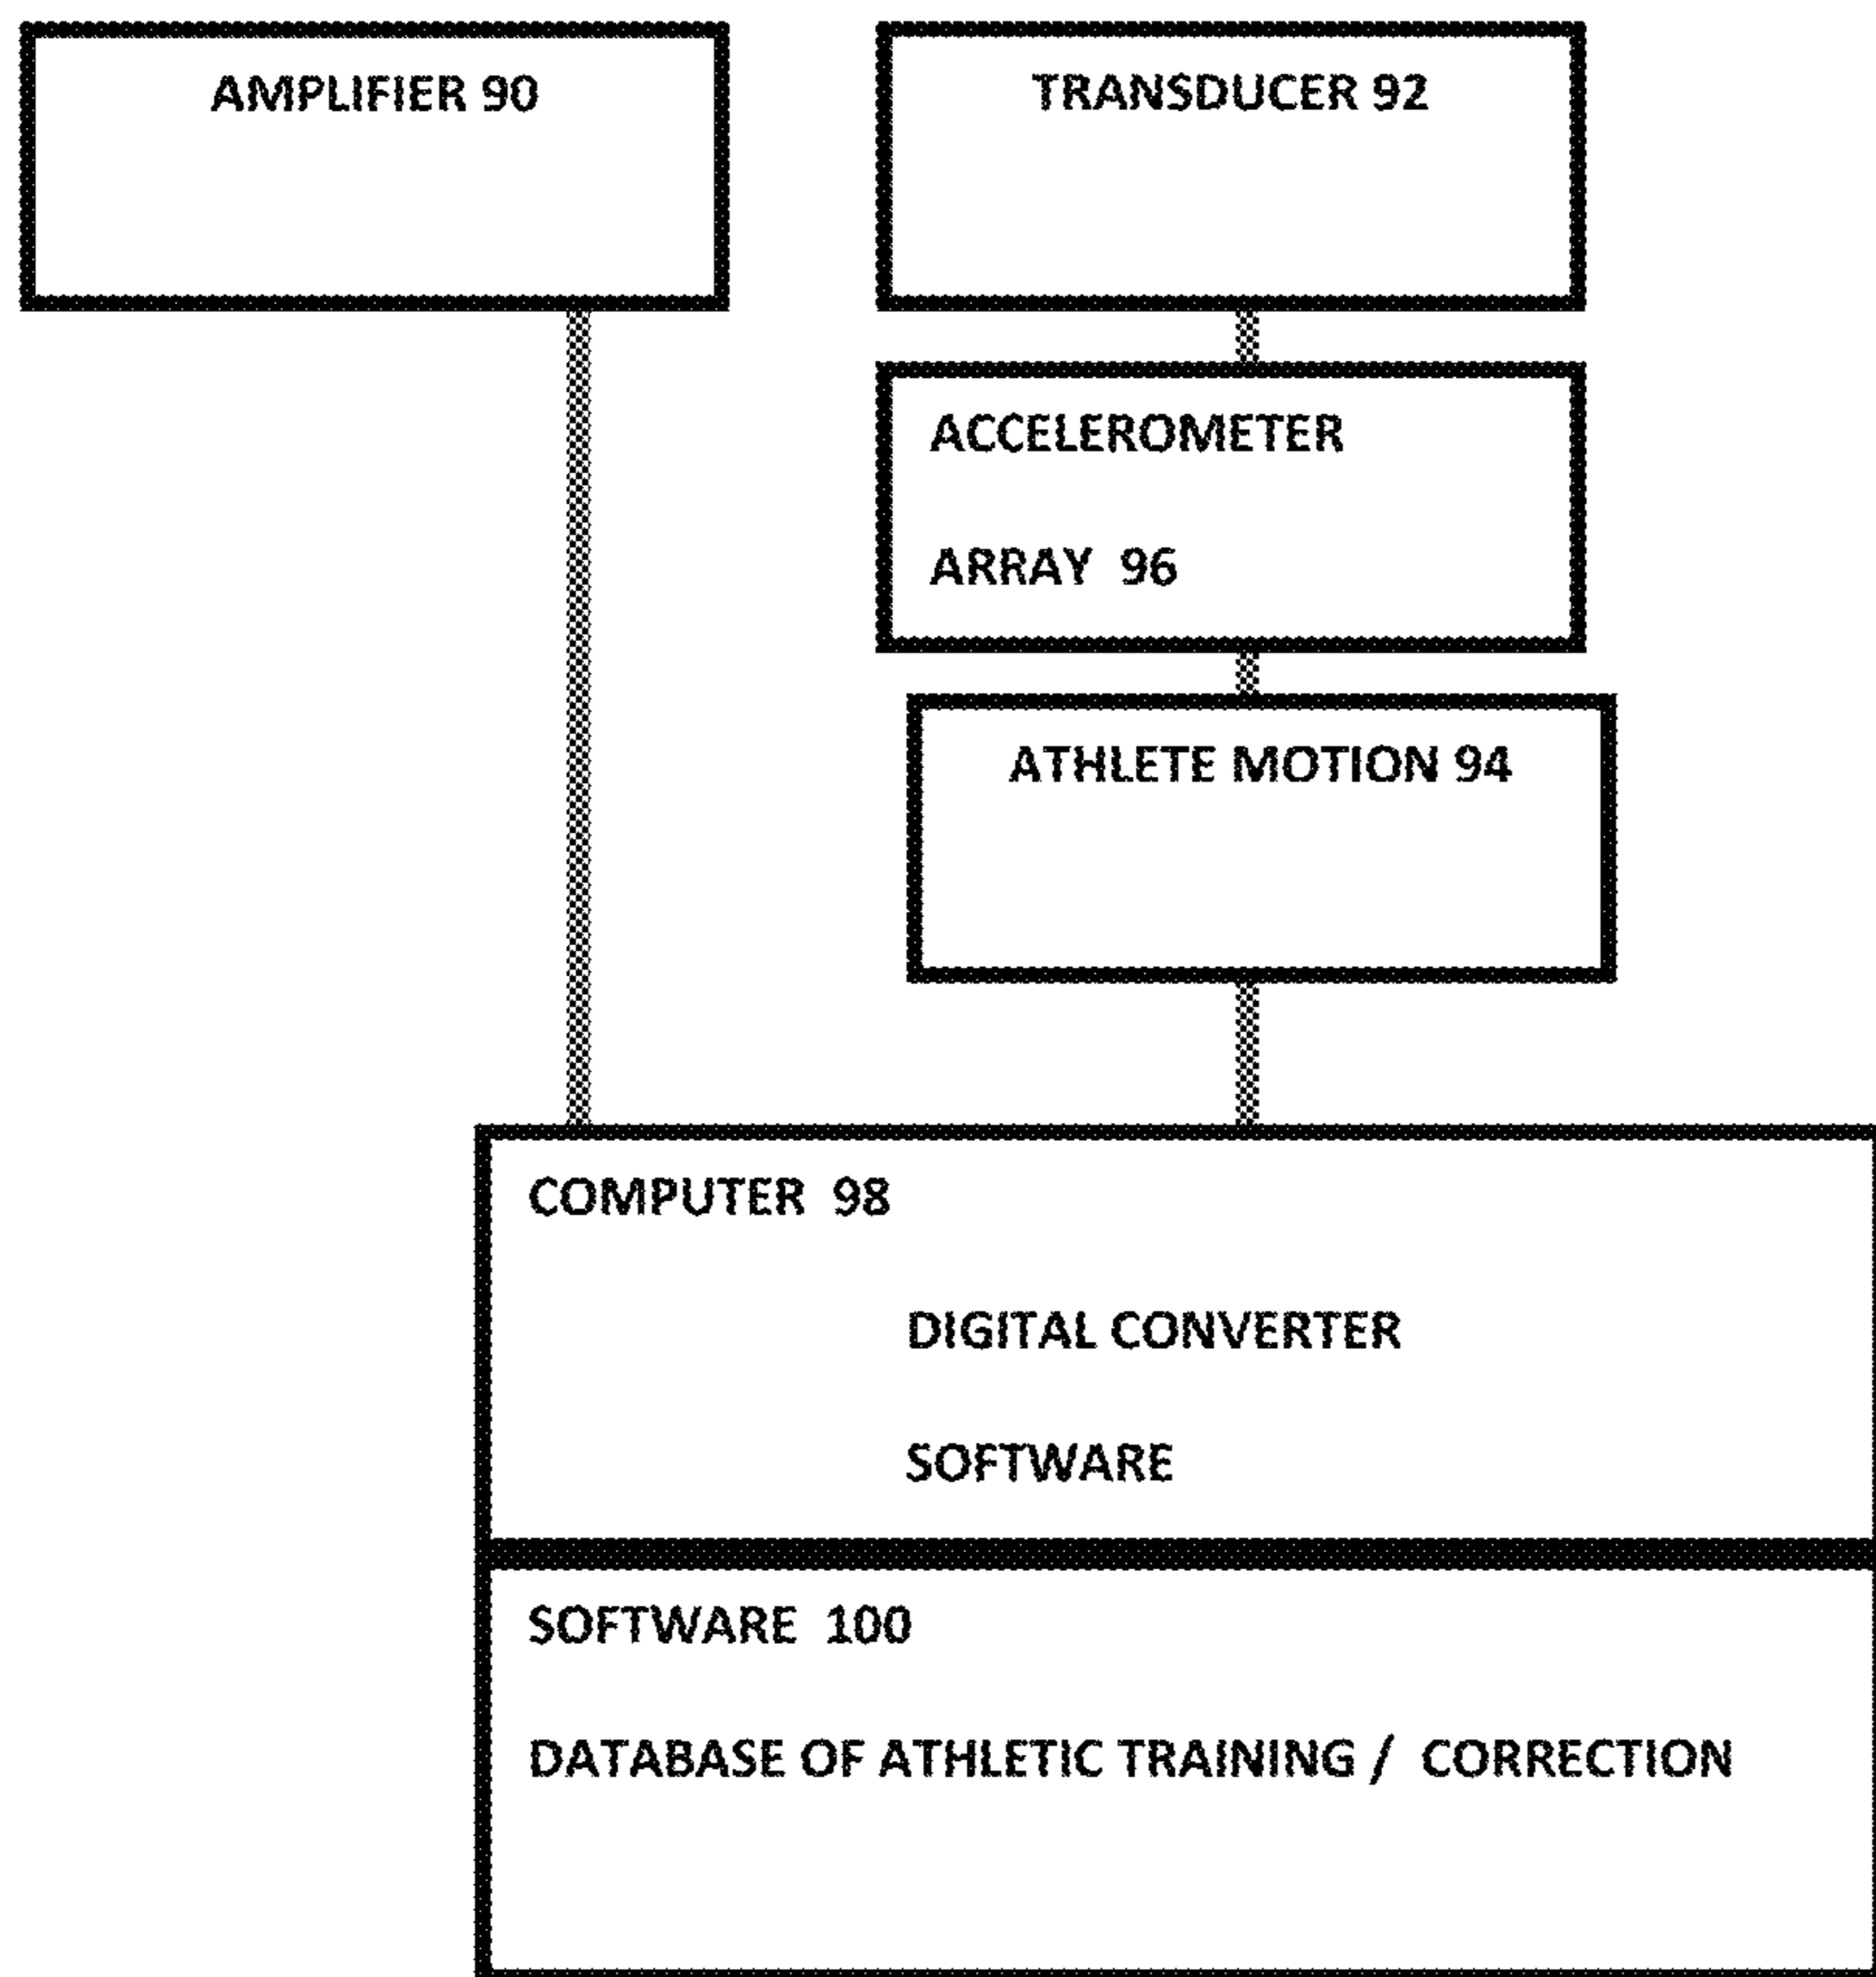 AMPLIFIER 90
TRANSDUCER 92
ACCELEROMETER
ARRAY 96
ATHLETE MOTION 94
COMPUTER 98
DIGITAL CONVERTER
SOFTWARE
SOFTWARE 100
DATABASE OF ATHLETIC TRAINING / CORRECTION